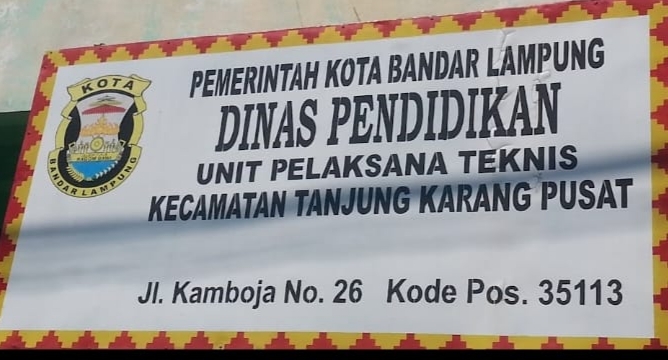 KOTA
BANDAR LAMPUNG
PEMERINTAH KOTA BANDAR LAMPUNG
DINAS PENDIDIKAN
UNIT PELAKSANA TEKNIS
KECAMATAN TANJUNG KARANG PUSAT
Jl. Kamboja No. 26 Kode Pos. 35113